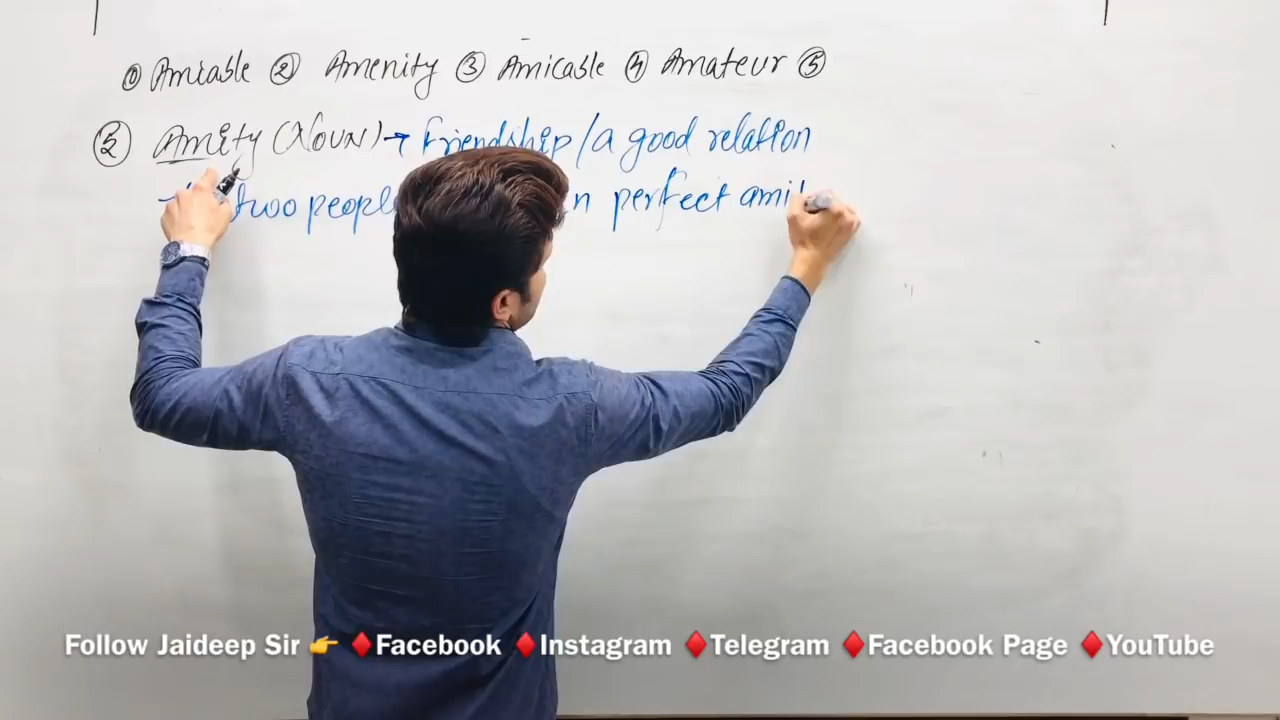 ① Amiable ② Amenity ③ Amicable ④ Amateur ⑤
⑤ Amity (Noun) → Friendship/a good relation
two people n perfect ami
Follow Jaideep Sir 👉 ♦Facebook ♦Instagram ♦Telegram ♦Facebook Page ♦YouTube